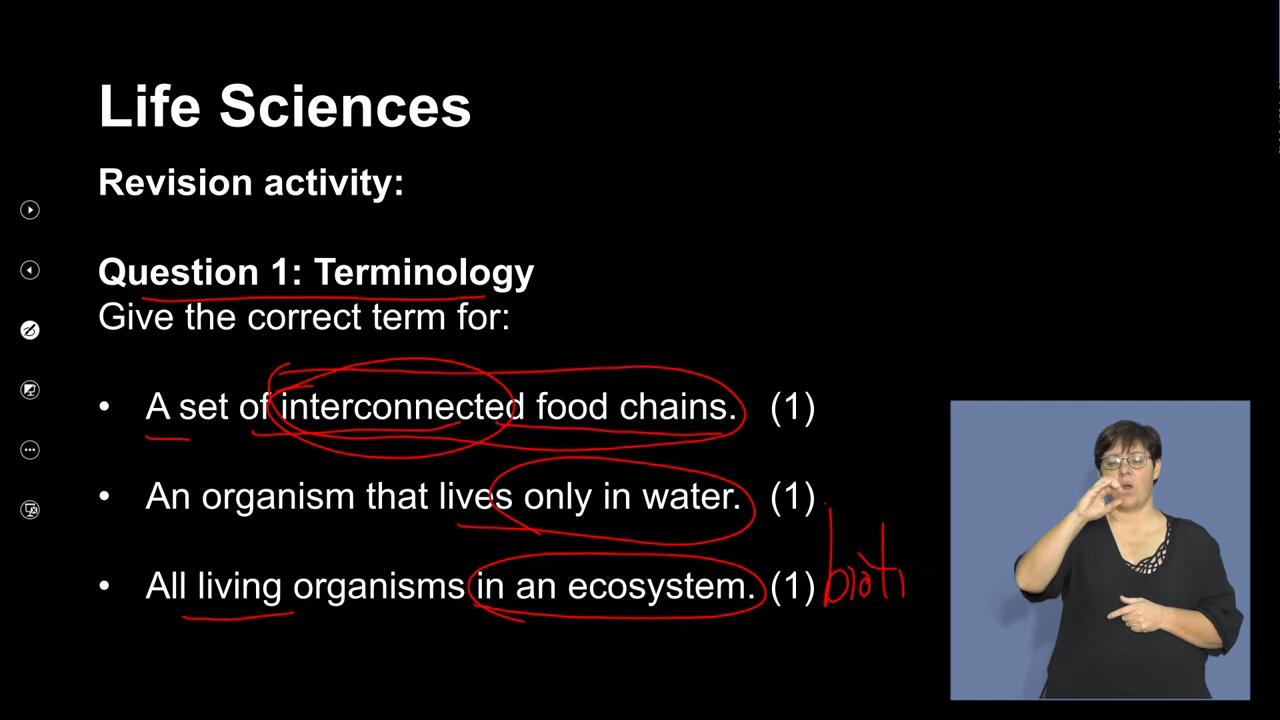 Life Sciences
Revision activity:
Question 1: Terminology
Give the correct term for:
• A set of interconnected food chains. (1)
• An organism that lives only in water. (1)
• All living organisms in an ecosystem. (1) bioti